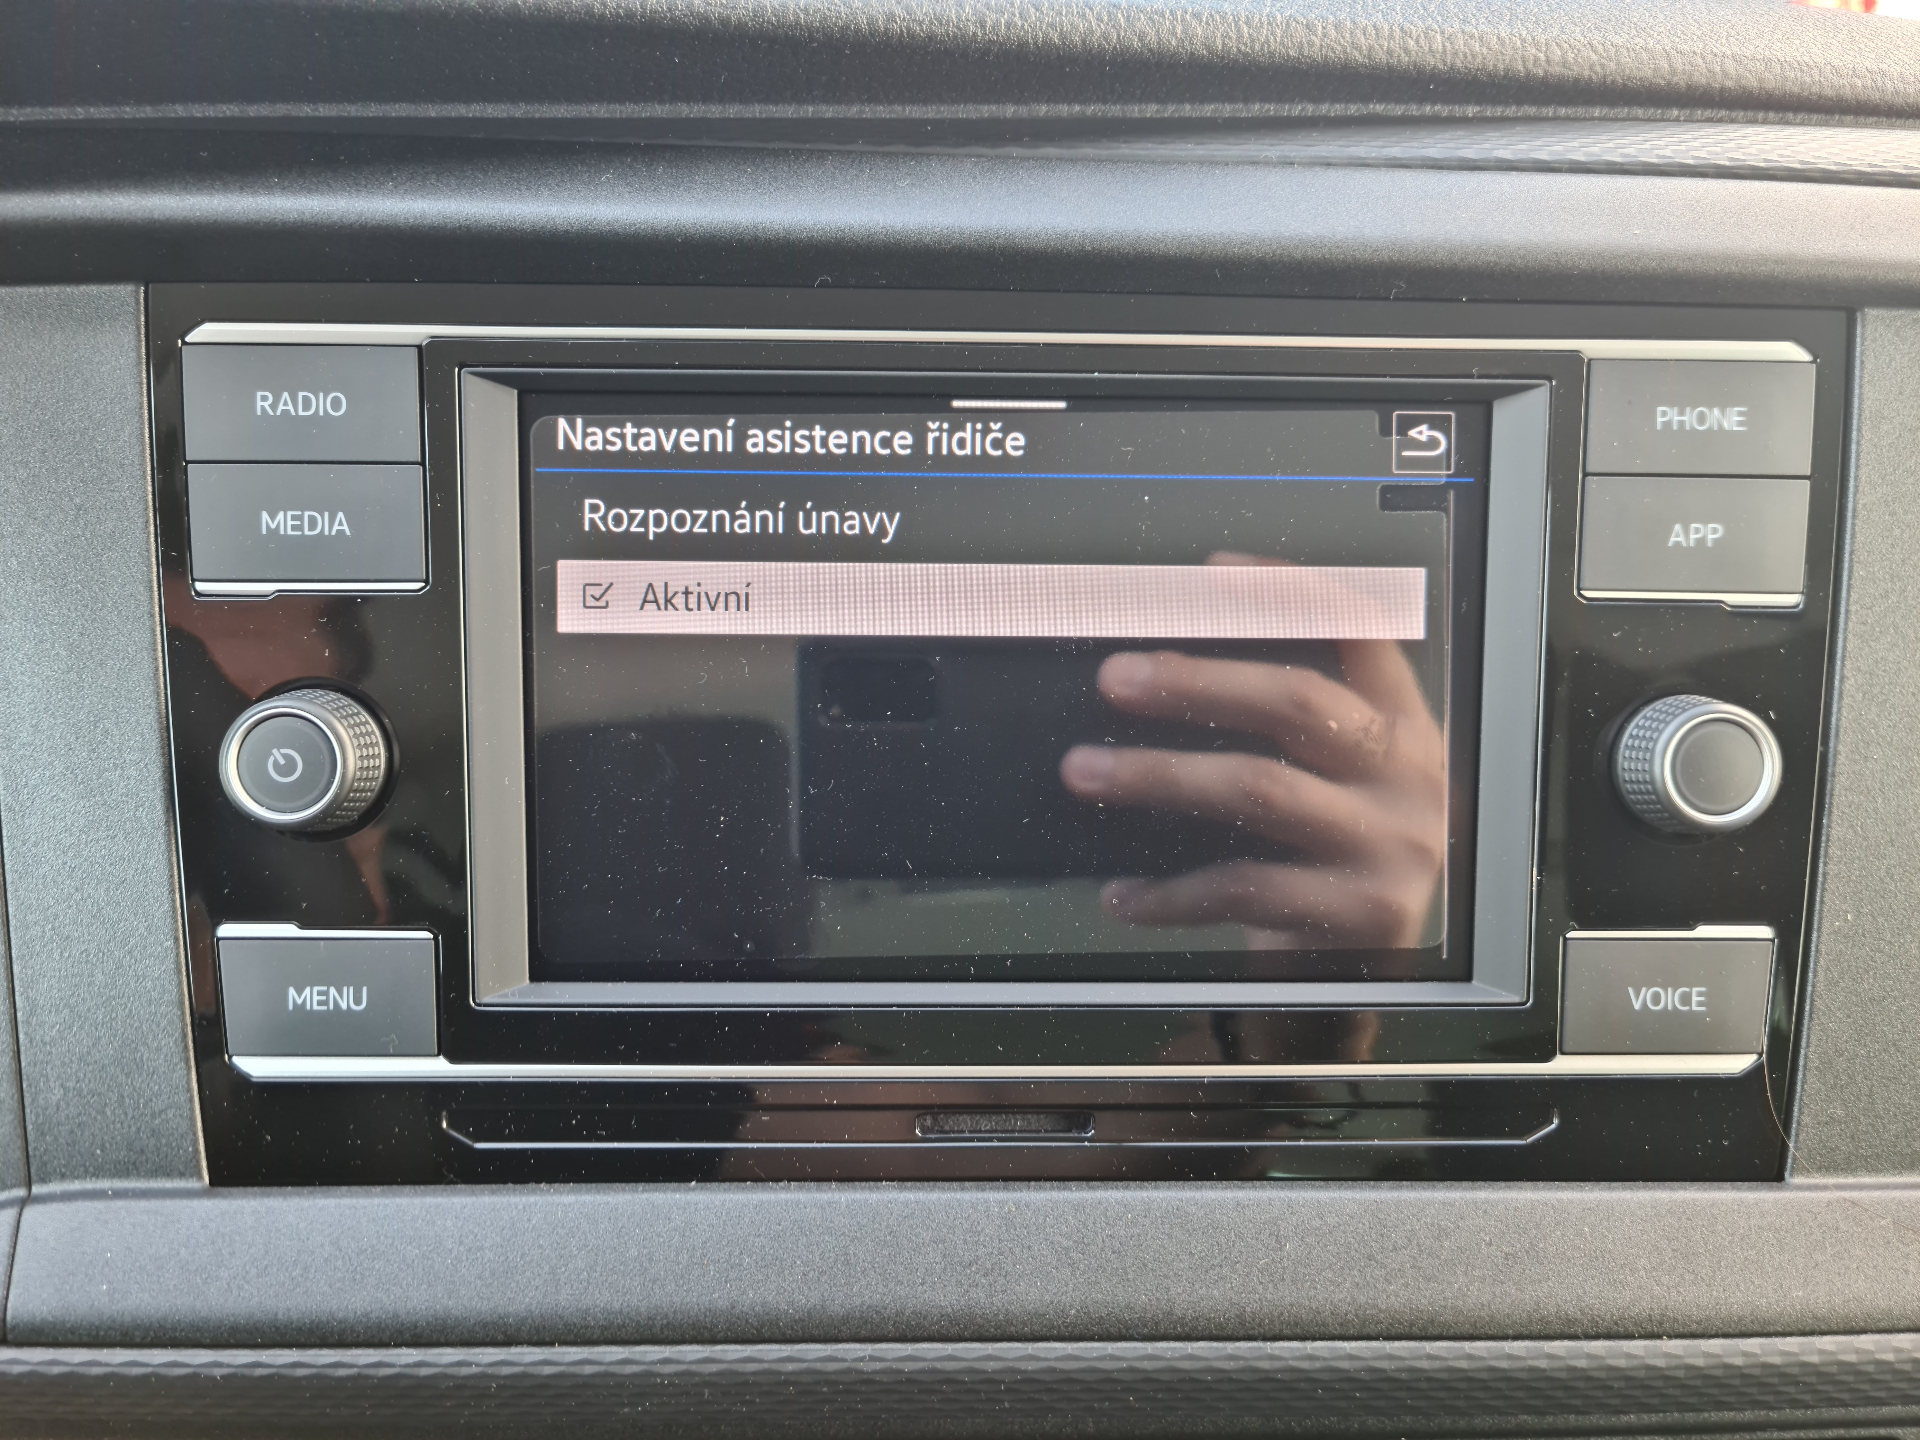 RADIO
MEDIA
MENU
Nastavení asistence řidiče
Rozpoznání únavy
Aktivní
PHONE
APP
VOICE